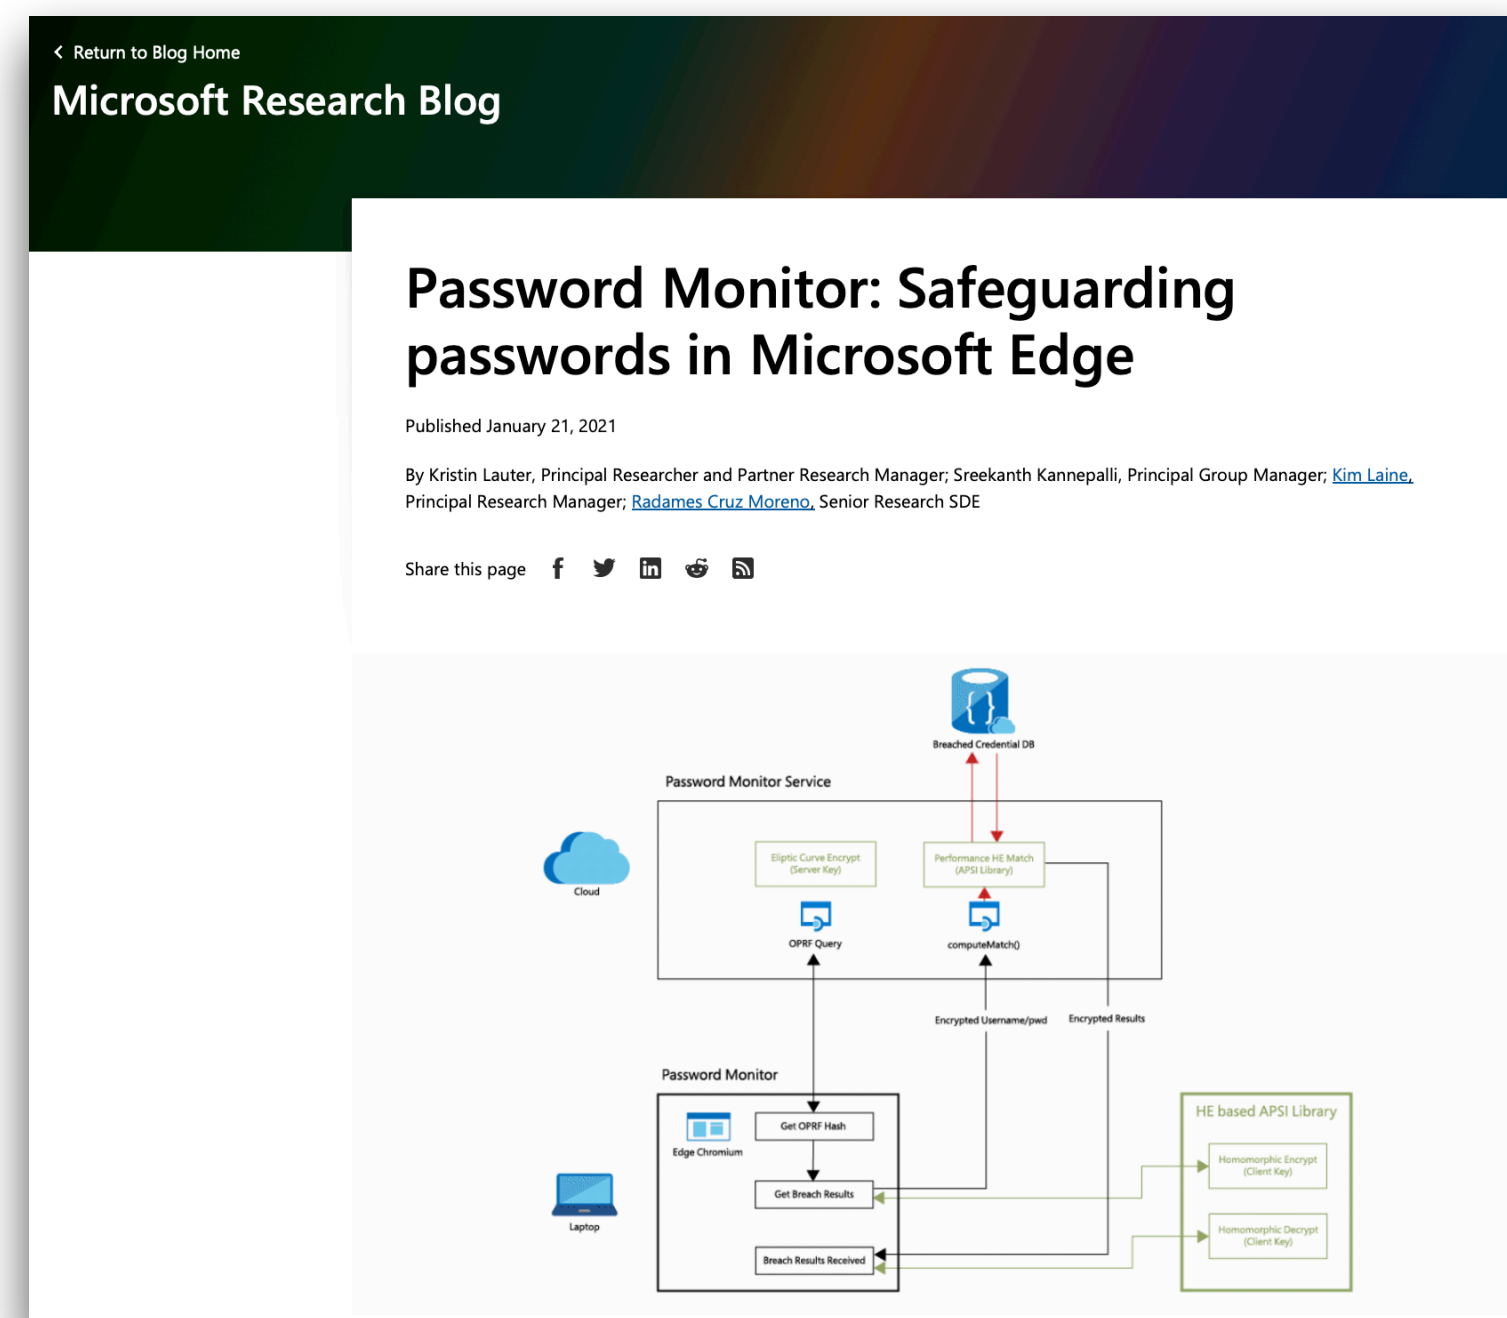 Return to Blog Home
Microsoft Research Blog
Password Monitor: Safeguarding
passwords in Microsoft Edge
Published January 21, 2021
By Kristin Lauter, Principal Researcher and Partner Research Manager; Sreekanth Kannepalli, Principal Group Manager; Kim Laine,
Principal Research Manager; Radames Cruz Moreno, Senior Research SDE
Share this page
Breached Credential DB
Password Monitor Service
Eliptic Curve Encrypt
(Server Key)
Performance HE Match
(APSI Library)
Cloud
OPRF Query
computeMatch()
Encrypted Username/pwd
Encrypted Results
Password Monitor
HE based APSI Library
Get OPRF Hash
Edge Chromium
Homomorphic Encrypt
(Client Key)
Get Breach Results
Laptop
Homomorphic Decrypt
(Client Key)
Breach Results Received